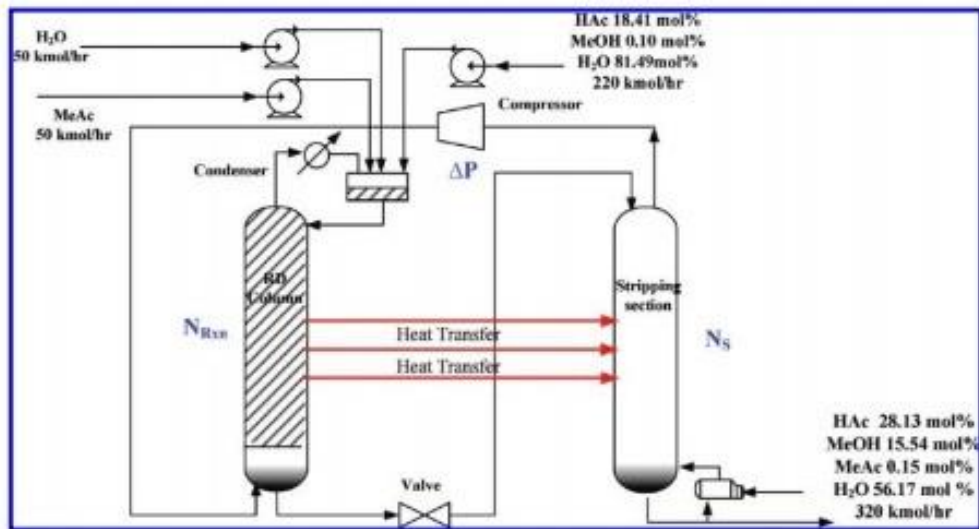 H₂O
50 kmol/hr
MeAc
50 kmol/hr
HAc 18.41 mol%
MeOH 0.10 mol%
H₂O 81.49mol%
220 kmol/hr
Compressor
ΔP
Condenser
RD
Column
Stripping
section
N_Rxn
N_S
Heat Transfer
Heat Transfer
Valve
HAc 28.13 mol%
MeOH 15.54 mol%
MeAc 0.15 mol%
H₂O 56.17 mol %
320 kmol/hr